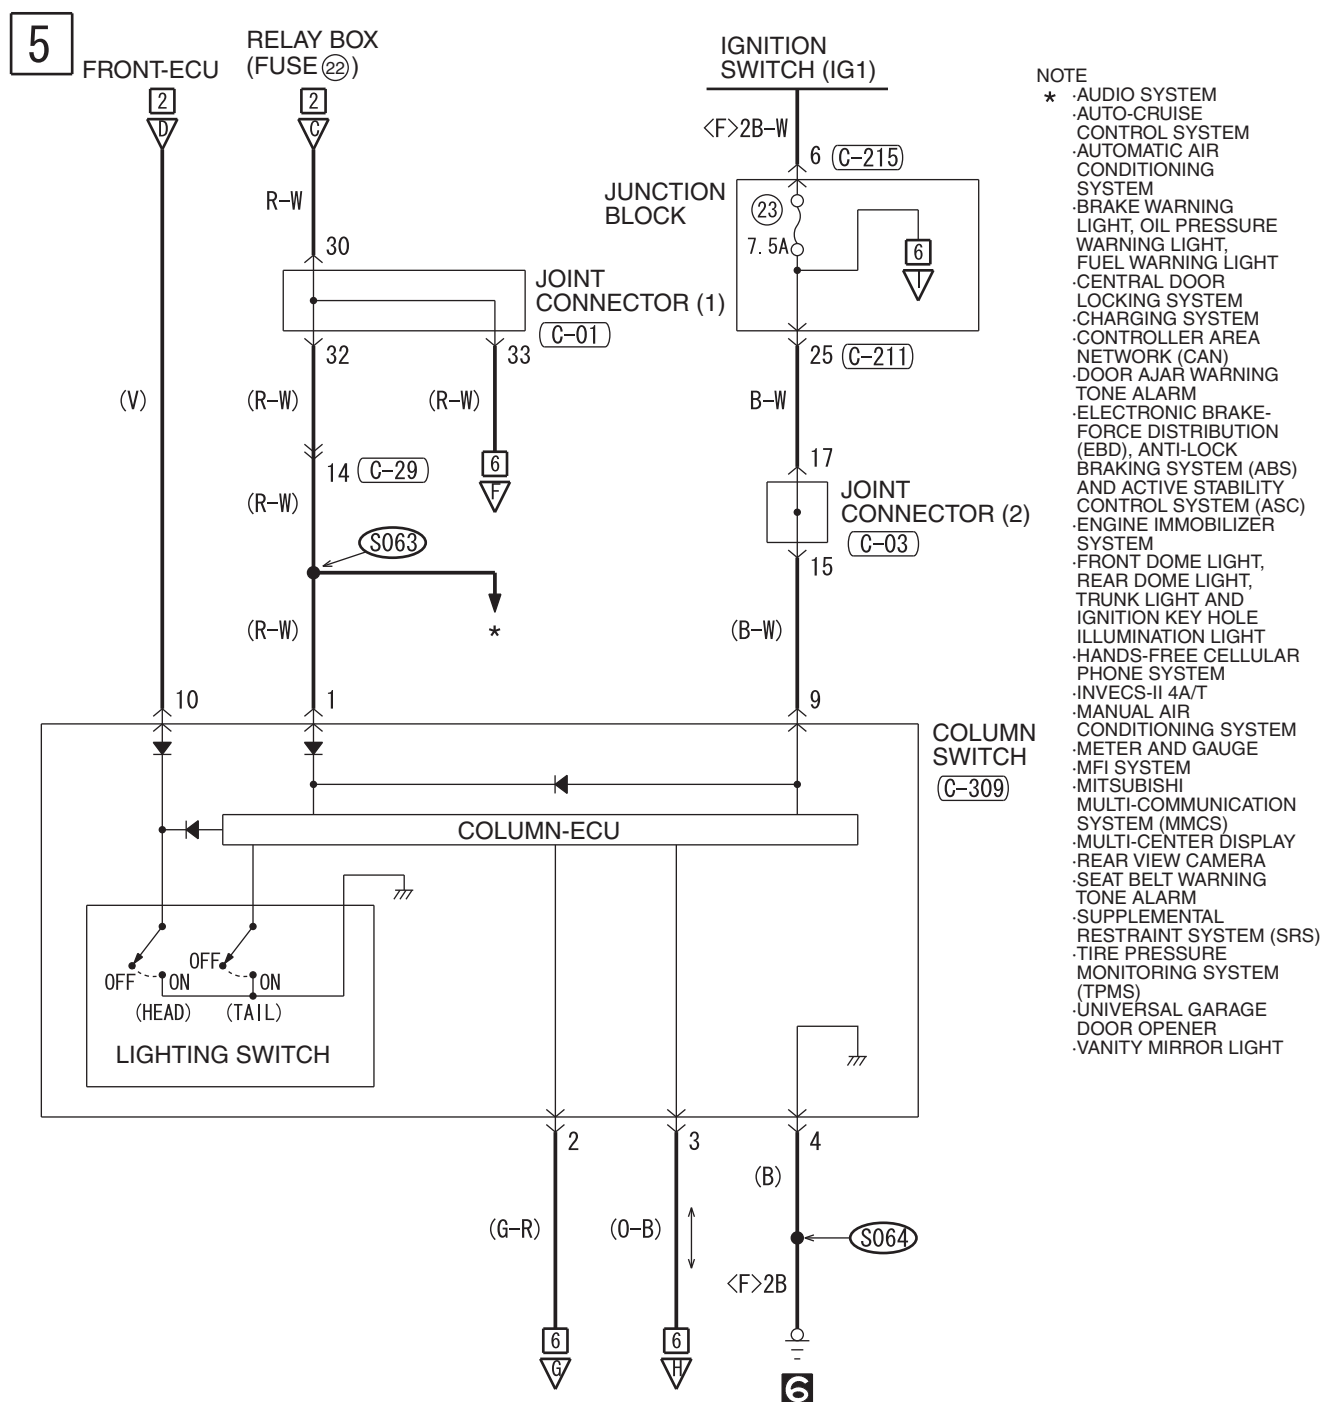 5
FRONT-ECU
RELAY BOX
(FUSE 22)
IGNITION
SWITCH (IG1)
2
D
2
C
<F>2B-W
6 C-215
R-W
JUNCTION
BLOCK
23
7.5A
6
I
30
JOINT
CONNECTOR (1)
C-01
32
33
25 C-211
(V)
(R-W)
(R-W)
B-W
14 C-29
6
F
17
JOINT
CONNECTOR (2)
C-03
15
(R-W)
S063
*
(R-W)
(B-W)
10
1
9
COLUMN
SWITCH
C-309
COLUMN-ECU
OFF
ON
(HEAD)
OFF
ON
(TAIL)
LIGHTING SWITCH
2
3
4
(B)
(G-R)
(O-B)
S064
<F>2B
6
G
6
H
6
NOTE
* ·AUDIO SYSTEM
·AUTO-CRUISE
CONTROL SYSTEM
·AUTOMATIC AIR
CONDITIONING
SYSTEM
·BRAKE WARNING
LIGHT, OIL PRESSURE
WARNING LIGHT,
FUEL WARNING LIGHT
·CENTRAL DOOR
LOCKING SYSTEM
·CHARGING SYSTEM
·CONTROLLER AREA
NETWORK (CAN)
·DOOR AJAR WARNING
TONE ALARM
·ELECTRONIC BRAKE-
FORCE DISTRIBUTION
(EBD), ANTI-LOCK
BRAKING SYSTEM (ABS)
AND ACTIVE STABILITY
CONTROL SYSTEM (ASC)
·ENGINE IMMOBILIZER
SYSTEM
·FRONT DOME LIGHT,
REAR DOME LIGHT,
TRUNK LIGHT AND
IGNITION KEY HOLE
ILLUMINATION LIGHT
·HANDS-FREE CELLULAR
PHONE SYSTEM
·INVECS-II 4A/T
·MANUAL AIR
CONDITIONING SYSTEM
·METER AND GAUGE
·MFI SYSTEM
·MITSUBISHI
MULTI-COMMUNICATION
SYSTEM (MMCS)
·MULTI-CENTER DISPLAY
·REAR VIEW CAMERA
·SEAT BELT WARNING
TONE ALARM
·SUPPLEMENTAL
RESTRAINT SYSTEM (SRS)
·TIRE PRESSURE
MONITORING SYSTEM
(TPMS)
·UNIVERSAL GARAGE
DOOR OPENER
·VANITY MIRROR LIGHT